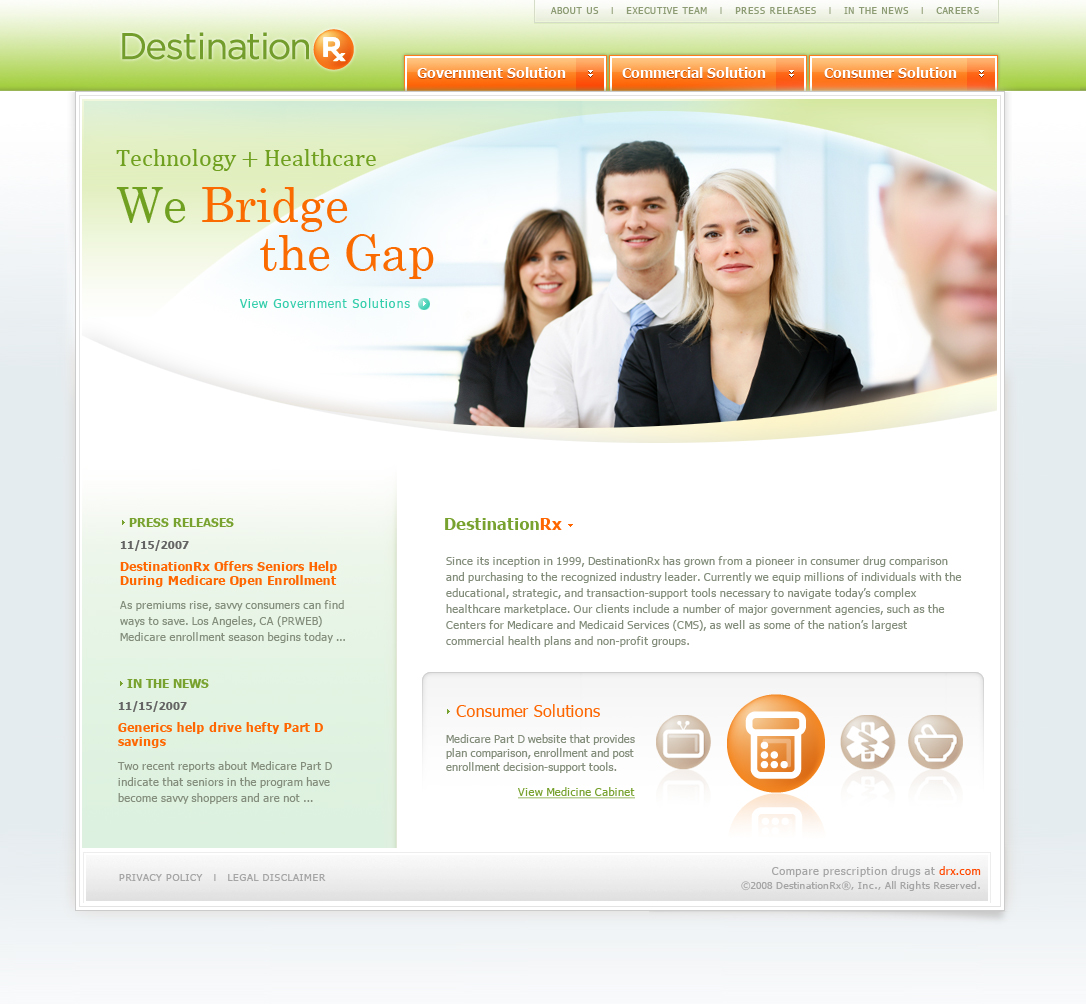 ABOUT US | EXECUTIVE TEAM | PRESS RELEASES | IN THE NEWS | CAREERS
DestinationRx
Government Solution
Commercial Solution
Consumer Solution
Technology + Healthcare
We Bridge
the Gap
View Government Solutions
PRESS RELEASES
11/15/2007
DestinationRx Offers Seniors Help
During Medicare Open Enrollment
As premiums rise, savvy consumers can find
ways to save. Los Angeles, CA (PRWEB)
Medicare enrollment season begins today ...
IN THE NEWS
11/15/2007
Generics help drive hefty Part D
savings
Two recent reports about Medicare Part D
indicate that seniors in the program have
become savvy shoppers and are not ...
DestinationRx
Since its inception in 1999, DestinationRx has grown from a pioneer in consumer drug comparison
and purchasing to the recognized industry leader. Currently we equip millions of individuals with the
educational, strategic, and transaction-support tools necessary to navigate today’s complex
healthcare marketplace. Our clients include a number of major government agencies, such as the
Centers for Medicare and Medicaid Services (CMS), as well as some of the nation’s largest
commercial health plans and non-profit groups.
Consumer Solutions
Medicare Part D website that provides
plan comparison, enrollment and post
enrollment decision-support tools.
View Medicine Cabinet
PRIVACY POLICY | LEGAL DISCLAIMER
Compare prescription drugs at drx.com
©2008 DestinationRx®, Inc., All Rights Reserved.